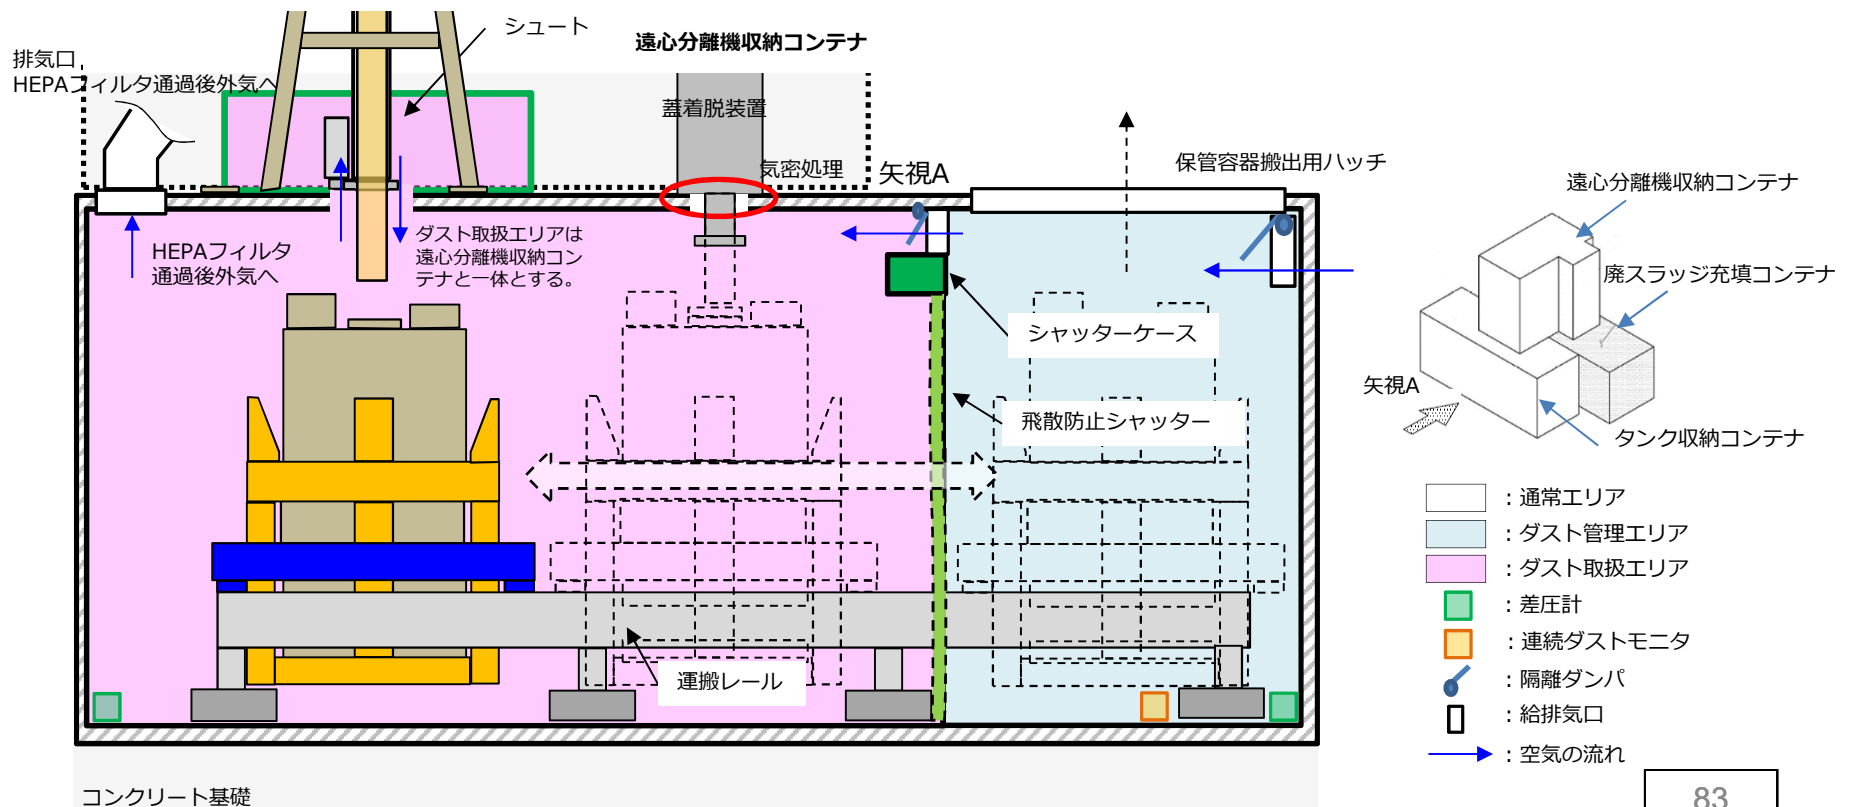 シュート
遠心分離機収納コンテナ
排気口
HEPAフィルタ通過後外気へ
蓋着脱装置
気密処理
矢視A
保管容器搬出用ハッチ
遠心分離機収納コンテナ
HEPAフィルタ
通過後外気へ
ダスト取扱エリアは
遠心分離機収納コン
テナと一体とする。
廃スラッジ充填コンテナ
シャッターケース
矢視A
飛散防止シャッター
タンク収納コンテナ
：通常エリア
：ダスト管理エリア
：ダスト取扱エリア
：差圧計
：連続ダストモニタ
運搬レール
：隔離ダンパ
：給排気口
：空気の流れ
コンクリート基礎
83